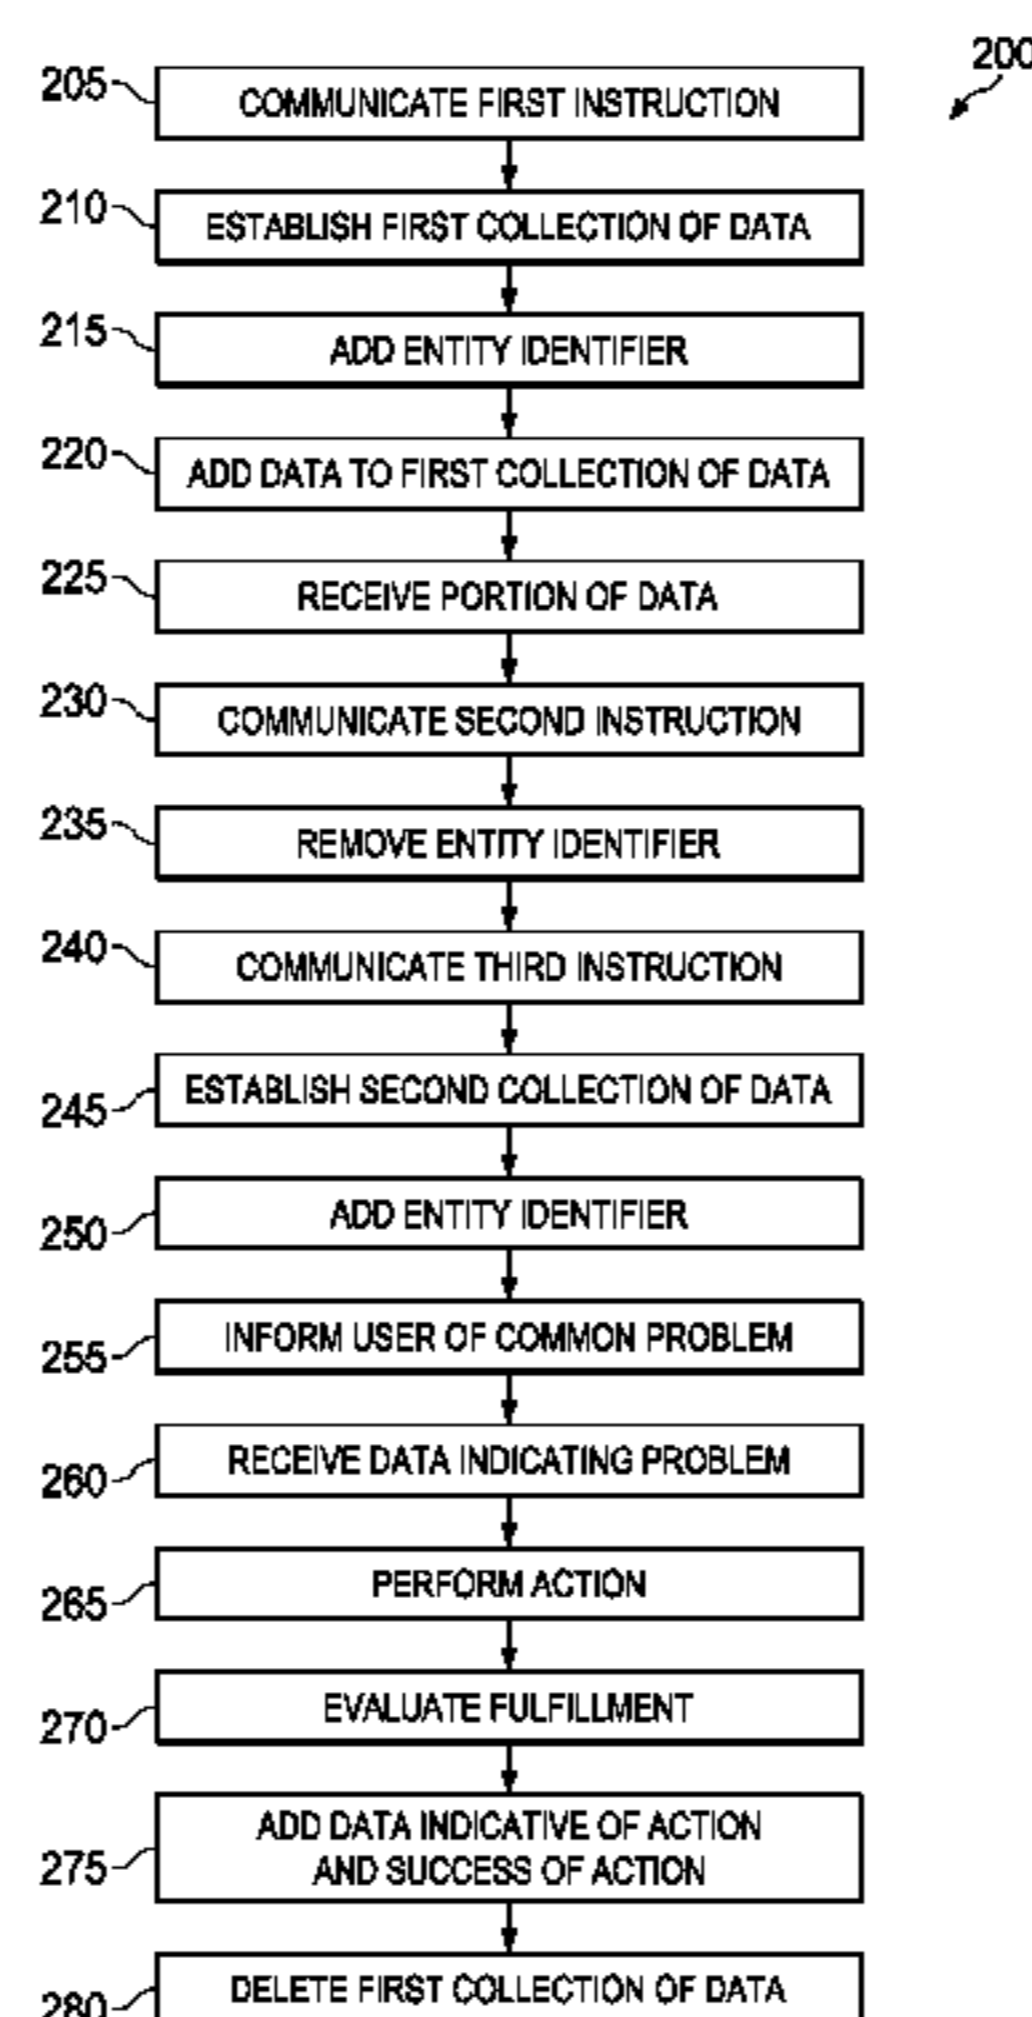 200
205 COMMUNICATE FIRST INSTRUCTION
210 ESTABLISH FIRST COLLECTION OF DATA
215 ADD ENTITY IDENTIFIER
220 ADD DATA TO FIRST COLLECTION OF DATA
225 RECEIVE PORTION OF DATA
230 COMMUNICATE SECOND INSTRUCTION
235 REMOVE ENTITY IDENTIFIER
240 COMMUNICATE THIRD INSTRUCTION
245 ESTABLISH SECOND COLLECTION OF DATA
250 ADD ENTITY IDENTIFIER
255 INFORM USER OF COMMON PROBLEM
260 RECEIVE DATA INDICATING PROBLEM
265 PERFORM ACTION
270 EVALUATE FULFILLMENT
275 ADD DATA INDICATIVE OF ACTION
AND SUCCESS OF ACTION
280 DELETE FIRST COLLECTION OF DATA